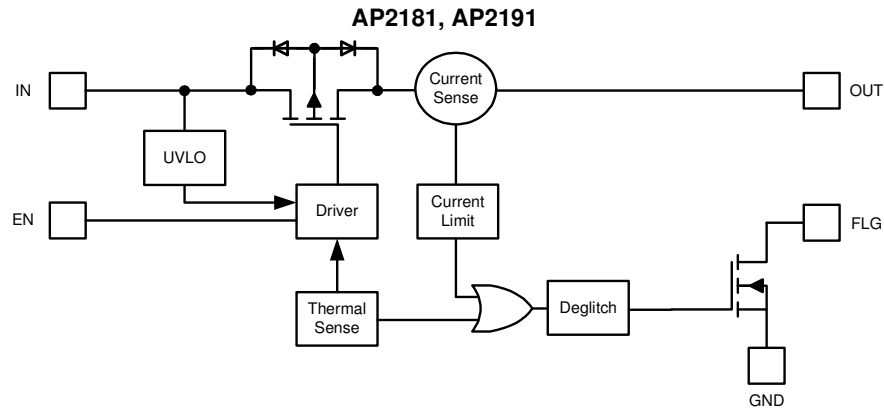 AP2181, AP2191
IN
Current
Sense
OUT
UVLO
EN
Driver
Current
Limit
FLG
Thermal
Sense
Deglitch
GND